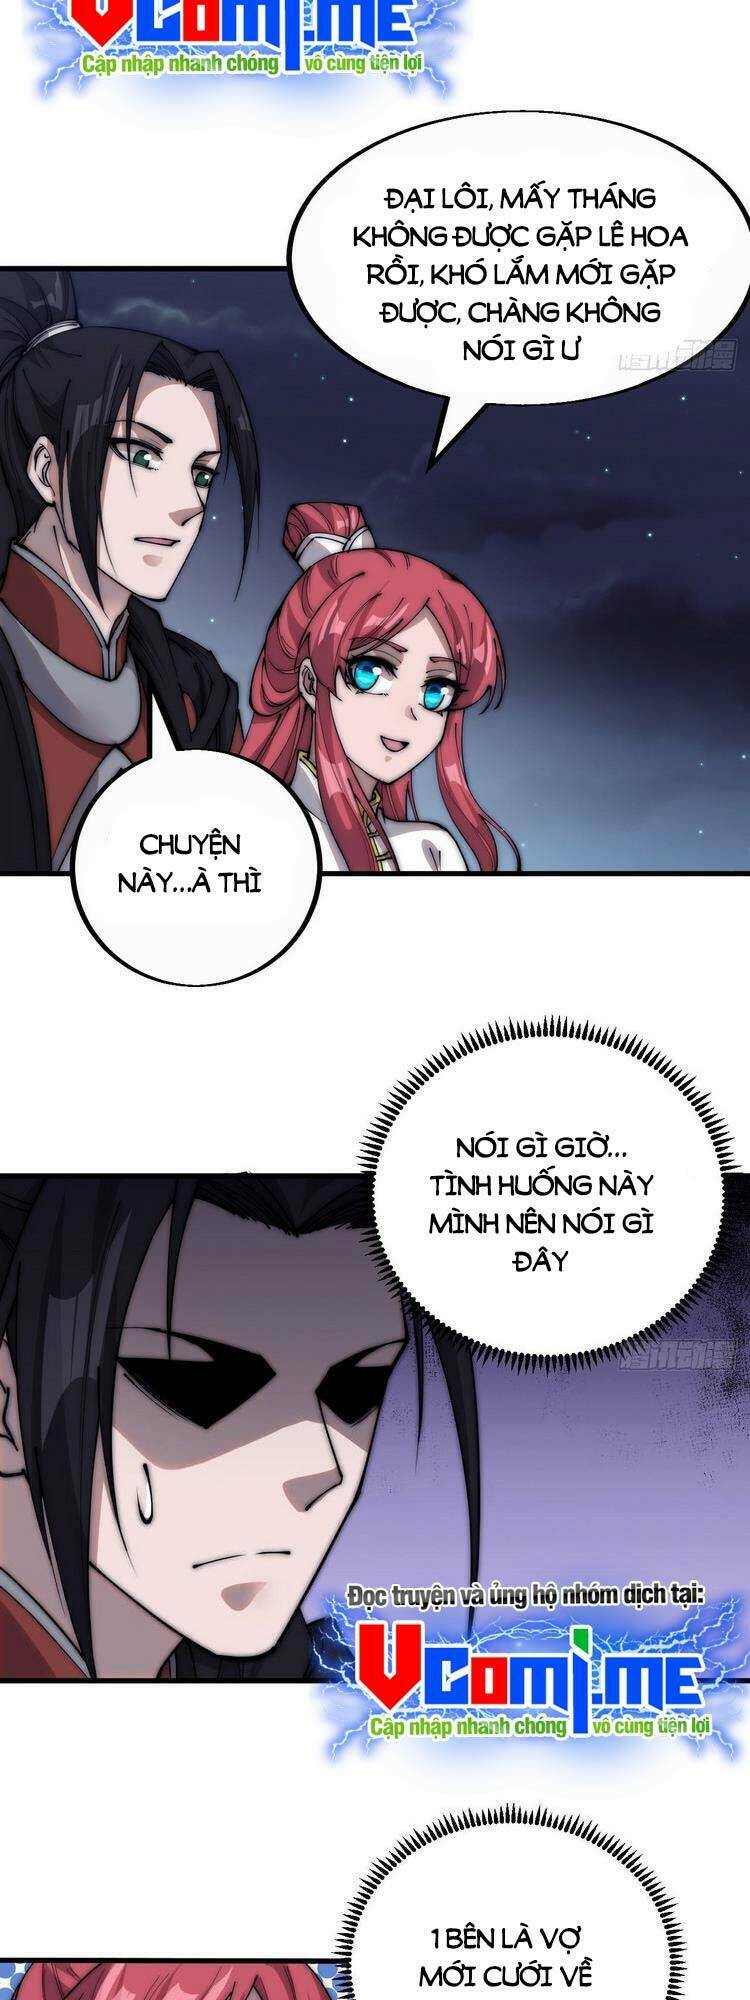 Vcomi.me
Cập nhập nhanh chóng vô cùng tiện lợi
ĐẠI LÔI, MẤY THÁNG
KHÔNG ĐƯỢC GẶP LÊ HOA
RỒI, KHÓ LẮM MỚI GẶP
ĐƯỢC, CHÀNG KHÔNG
NÓI GÌ Ư
CHUYỆN
NÀY...À THÌ
NÓI GÌ GIỜ...
TÌNH HUỐNG NÀY
MÌNH NÊN NÓI GÌ
ĐÂY
Đọc truyện và ủng hộ nhóm dịch tại:
Vcomi.me
Cập nhập nhanh chóng vô cùng tiện lợi
1 BÊN LÀ VỢ
MỚI CƯỚI VỀ